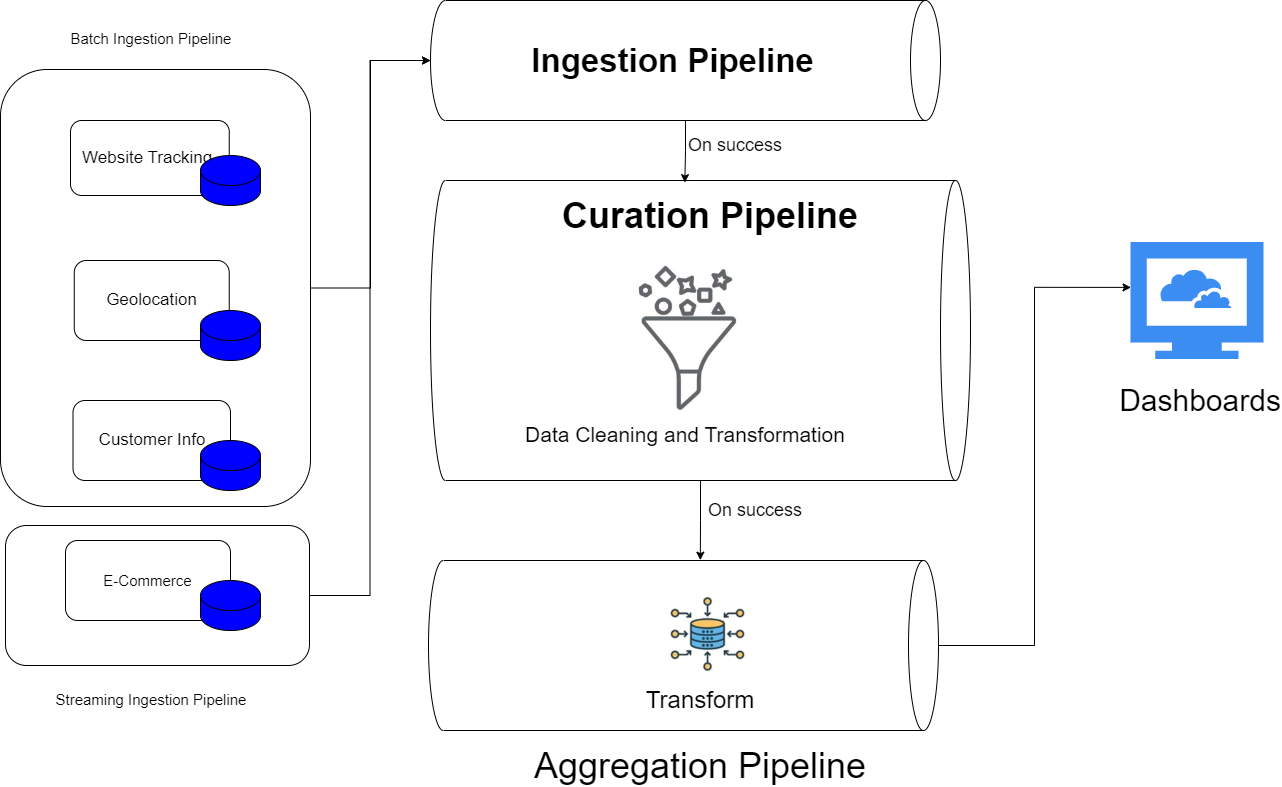 Batch Ingestion Pipeline
Website Tracking
Geolocation
Customer Info
E-Commerce
Streaming Ingestion Pipeline
Ingestion Pipeline
On success
Curation Pipeline
Data Cleaning and Transformation
On success
Transform
Aggregation Pipeline
Dashboards